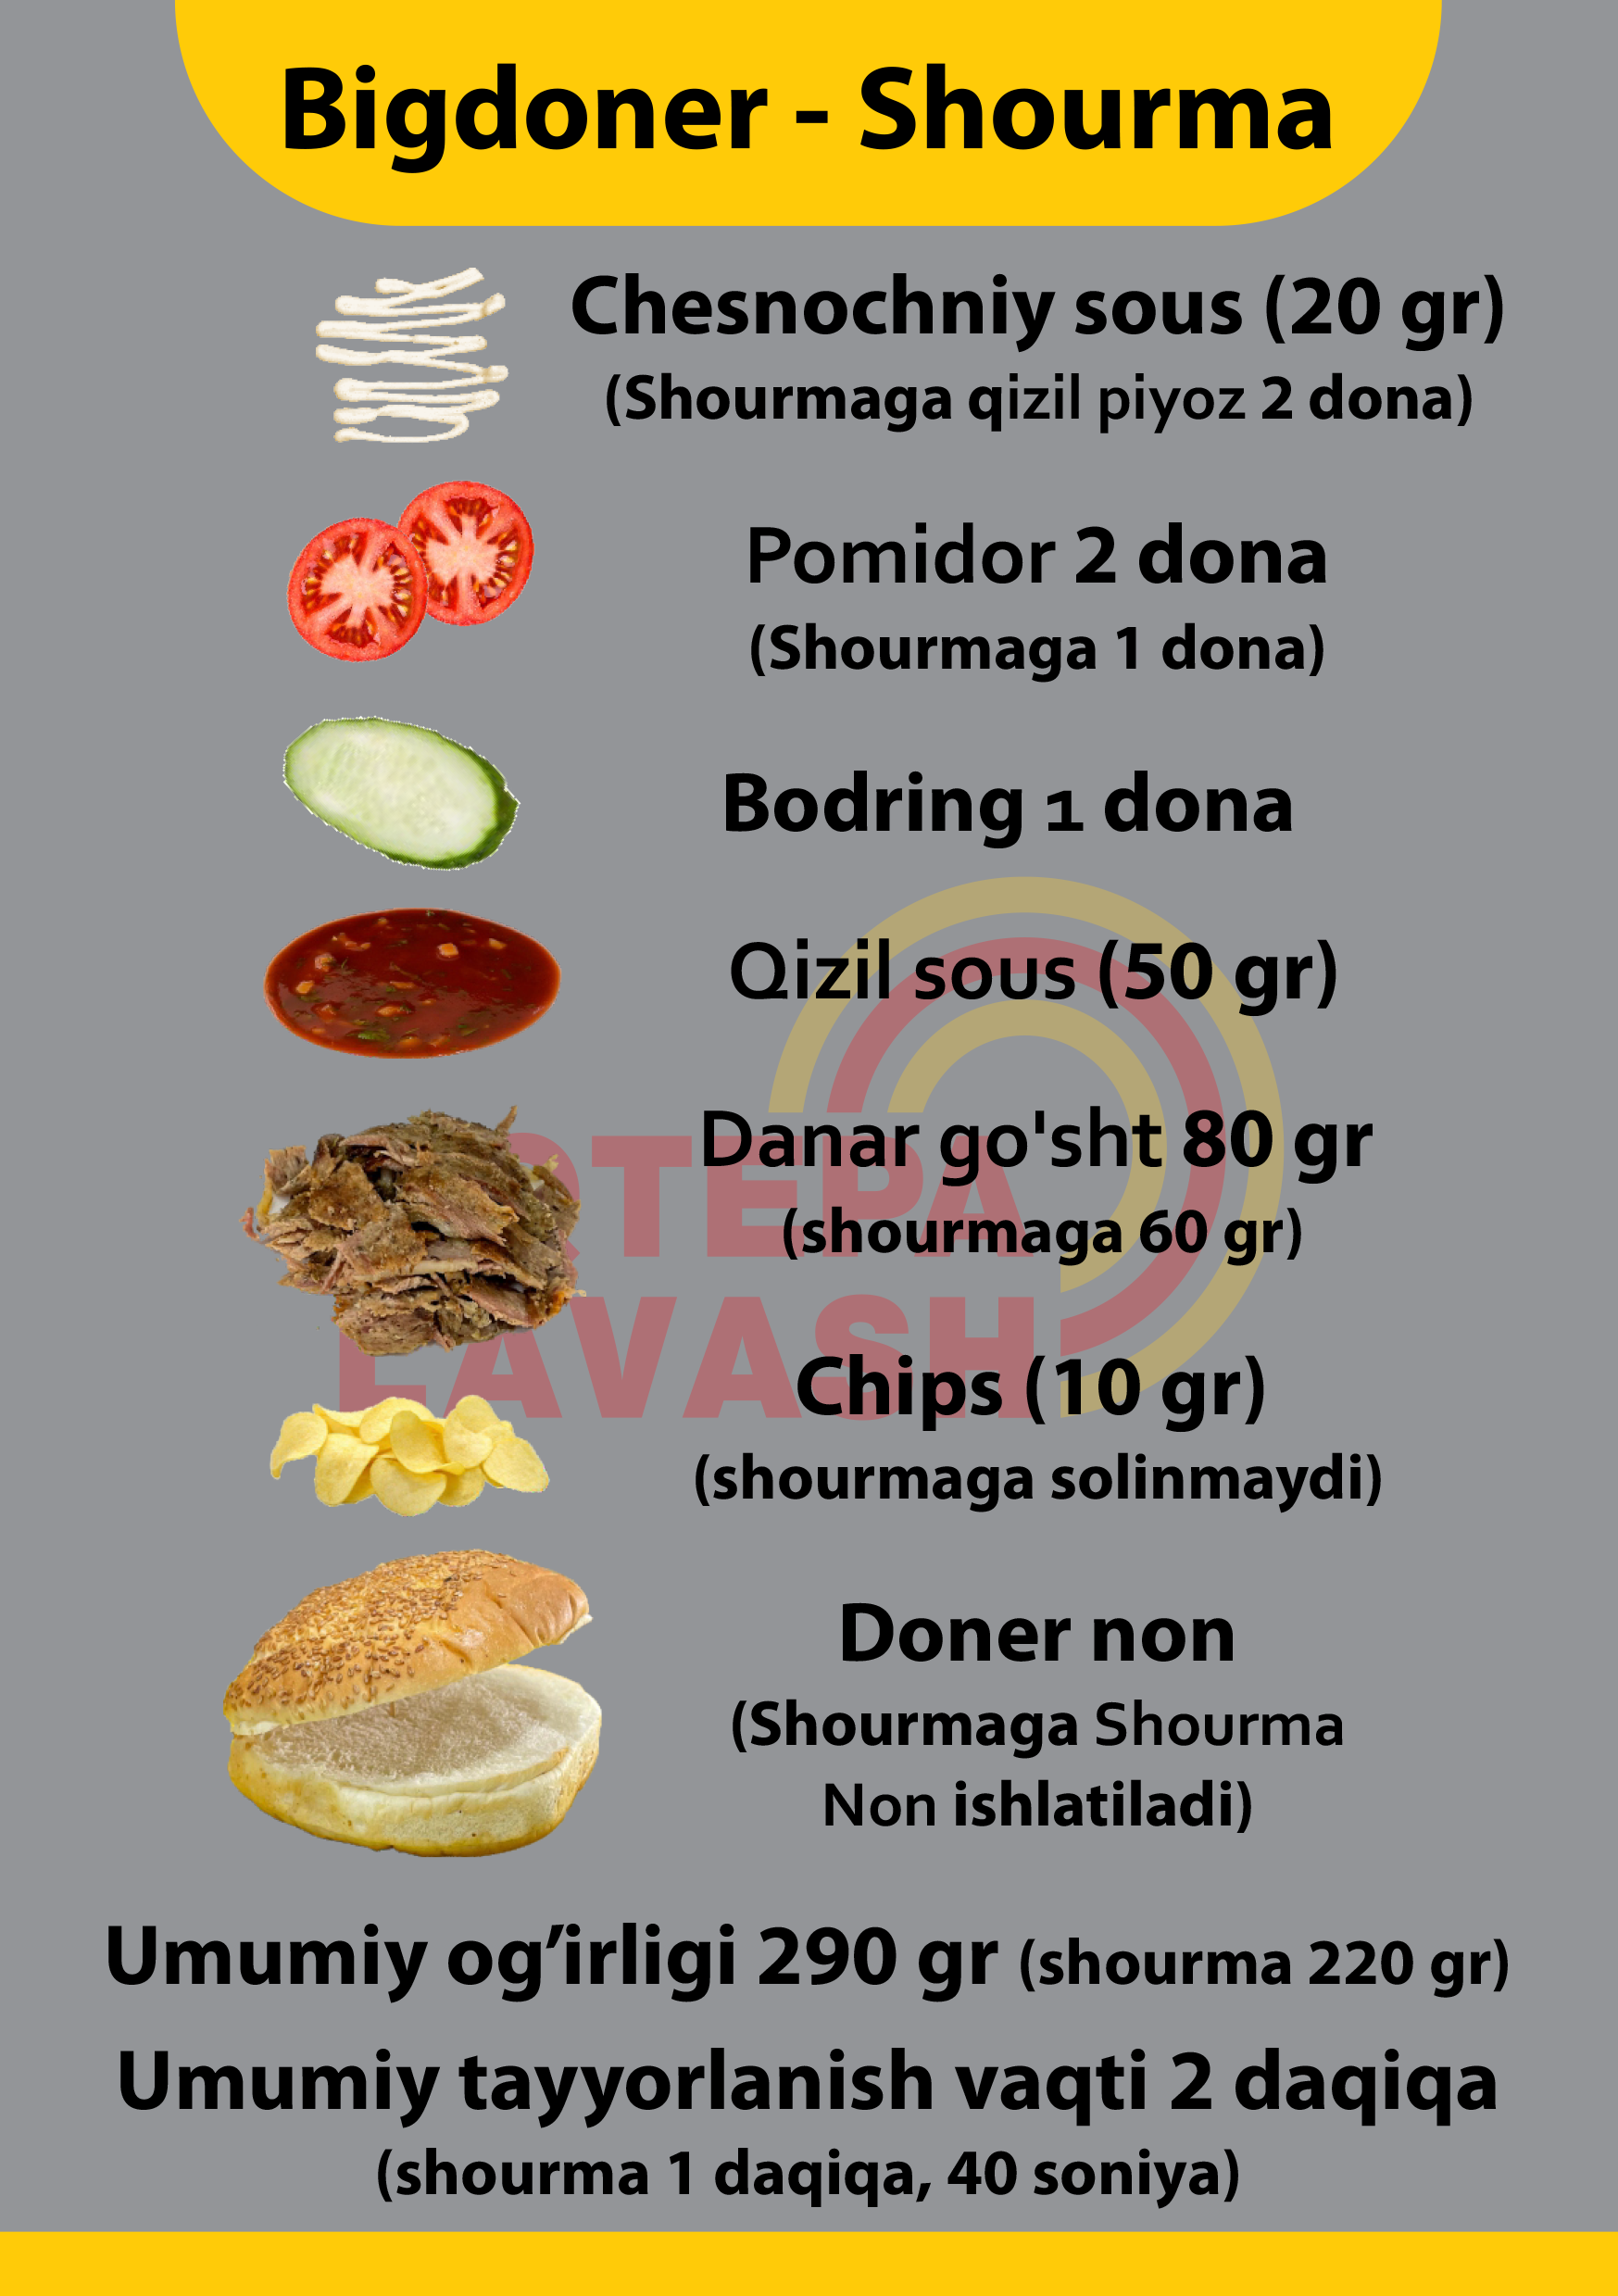 Bigdoner - Shourma
Chesnochniy sous (20 gr)
(Shourmaga qizil piyoz 2 dona)
Pomidor 2 dona
(Shourmaga 1 dona)
Bodring 1 dona
Qizil sous (50 gr)
Danar go'sht 80 gr
(shourmaga 60 gr)
QTEPA
LAVASH
Chips (10 gr)
(shourmaga solinmaydi)
Doner non
(Shourmaga Shourma
Non ishlatiladi)
Umumiy og’irligi 290 gr (shourma 220 gr)
Umumiy tayyorlanish vaqti 2 daqiqa
(shourma 1 daqiqa, 40 soniya)